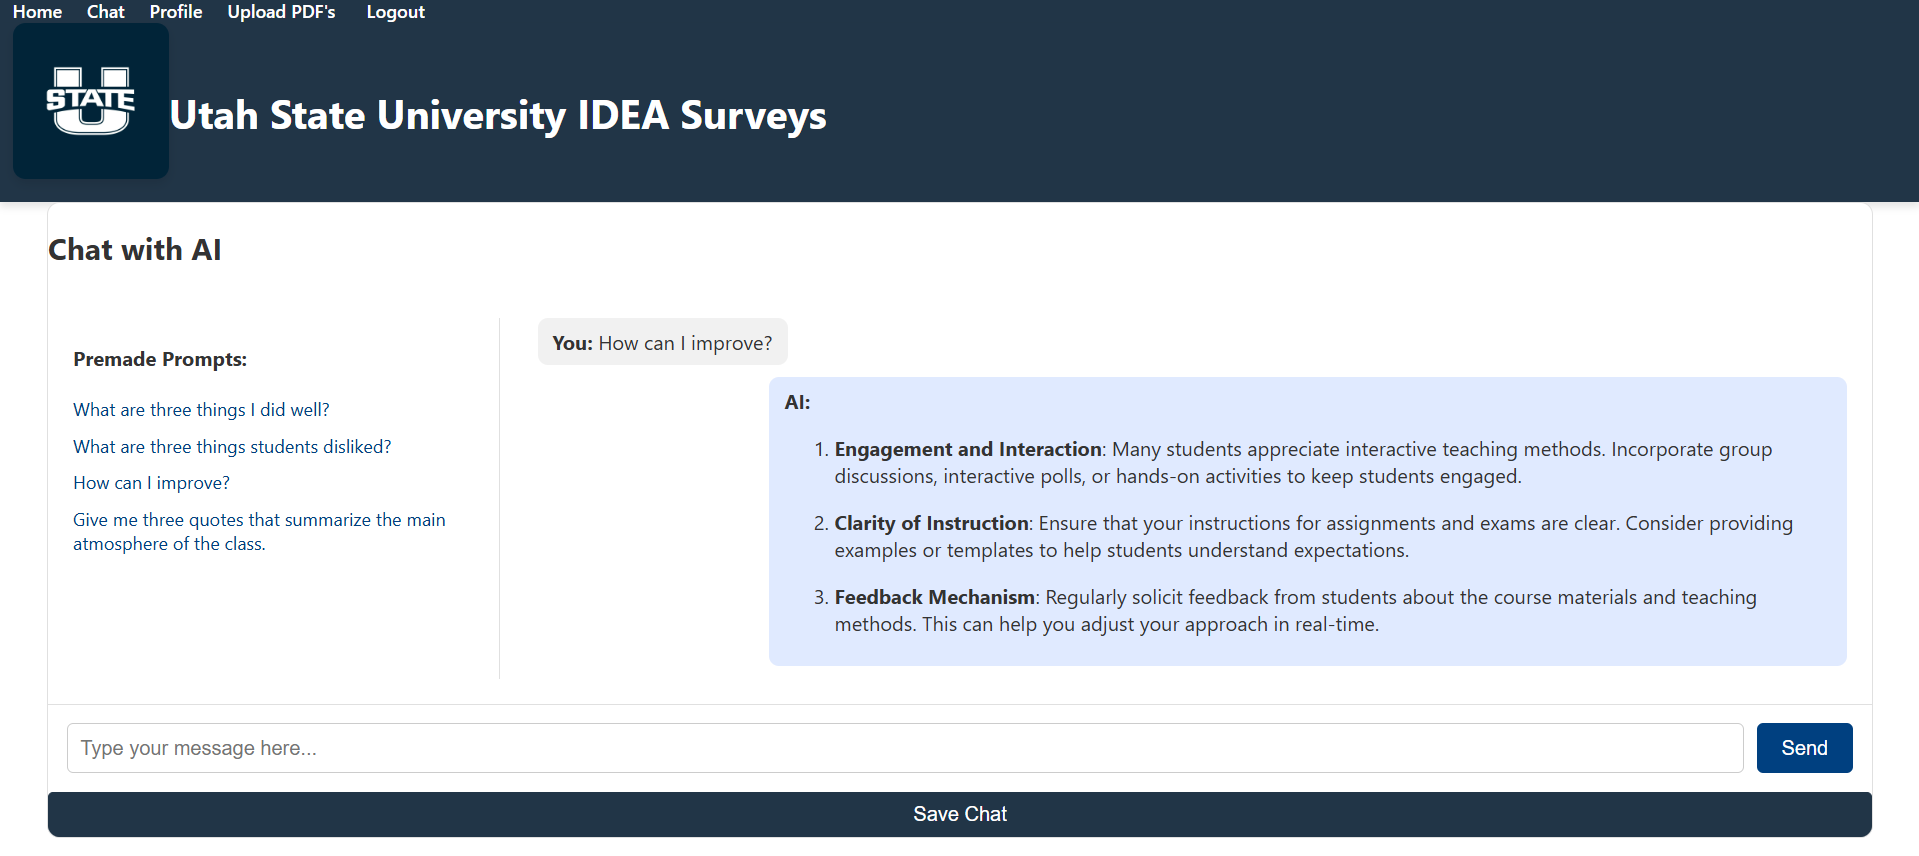 Home Chat Profile Upload PDF's Logout
STATE
Utah State University IDEA Surveys
Chat with AI
Premade Prompts:
What are three things I did well?
What are three things students disliked?
How can I improve?
Give me three quotes that summarize the main
atmosphere of the class.
You: How can I improve?
AI:
1. Engagement and Interaction: Many students appreciate interactive teaching methods. Incorporate group
discussions, interactive polls, or hands-on activities to keep students engaged.
2. Clarity of Instruction: Ensure that your instructions for assignments and exams are clear. Consider providing
examples or templates to help students understand expectations.
3. Feedback Mechanism: Regularly solicit feedback from students about the course materials and teaching
methods. This can help you adjust your approach in real-time.
Type your message here...
Send
Save Chat